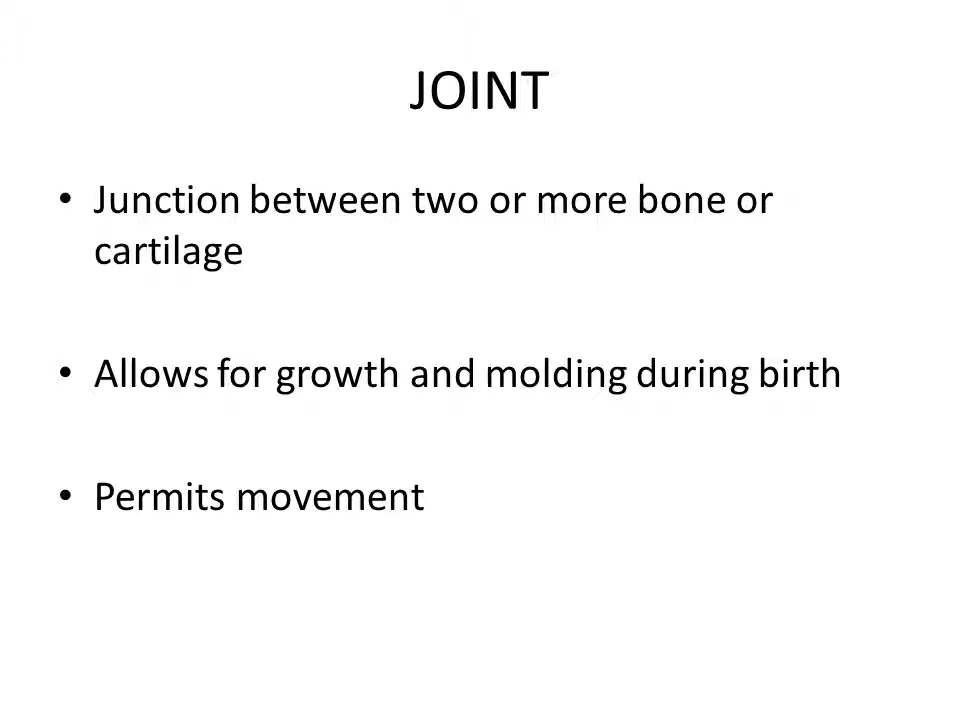 JOINT
• Junction between two or more bone or
cartilage
• Allows for growth and molding during birth
• Permits movement